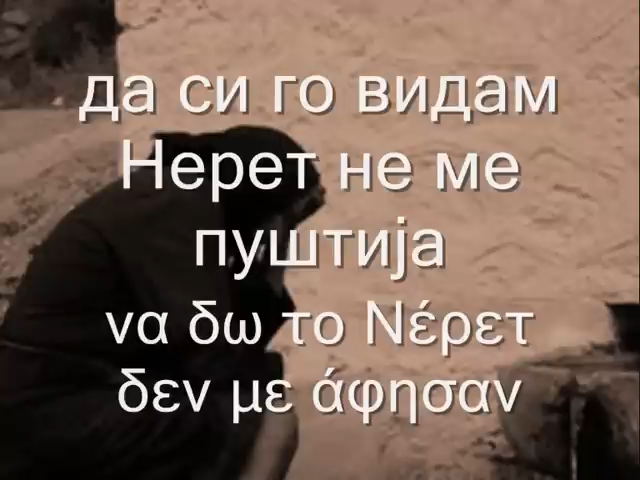 да си го видам
Нерет не ме
пуштија
να δω το Νέρετ
δεν με άφησαν